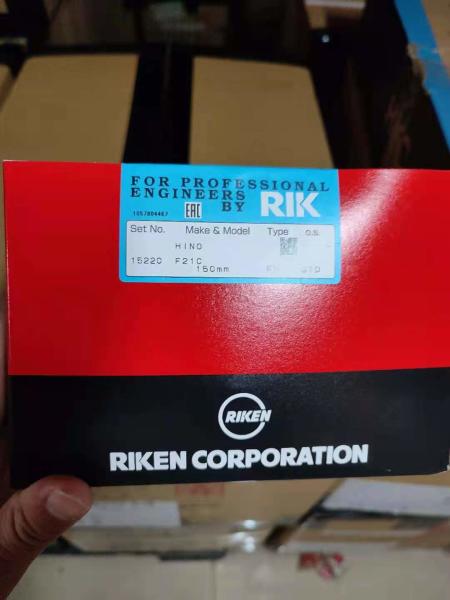 FOR PROFESSIONAL
ENGINEERS
BY RIK
1057804467 EAC
Set No. Make & Model Type o.s.
HINO
15220 F21C
150mm STD
RIKEN
RIKEN CORPORATION